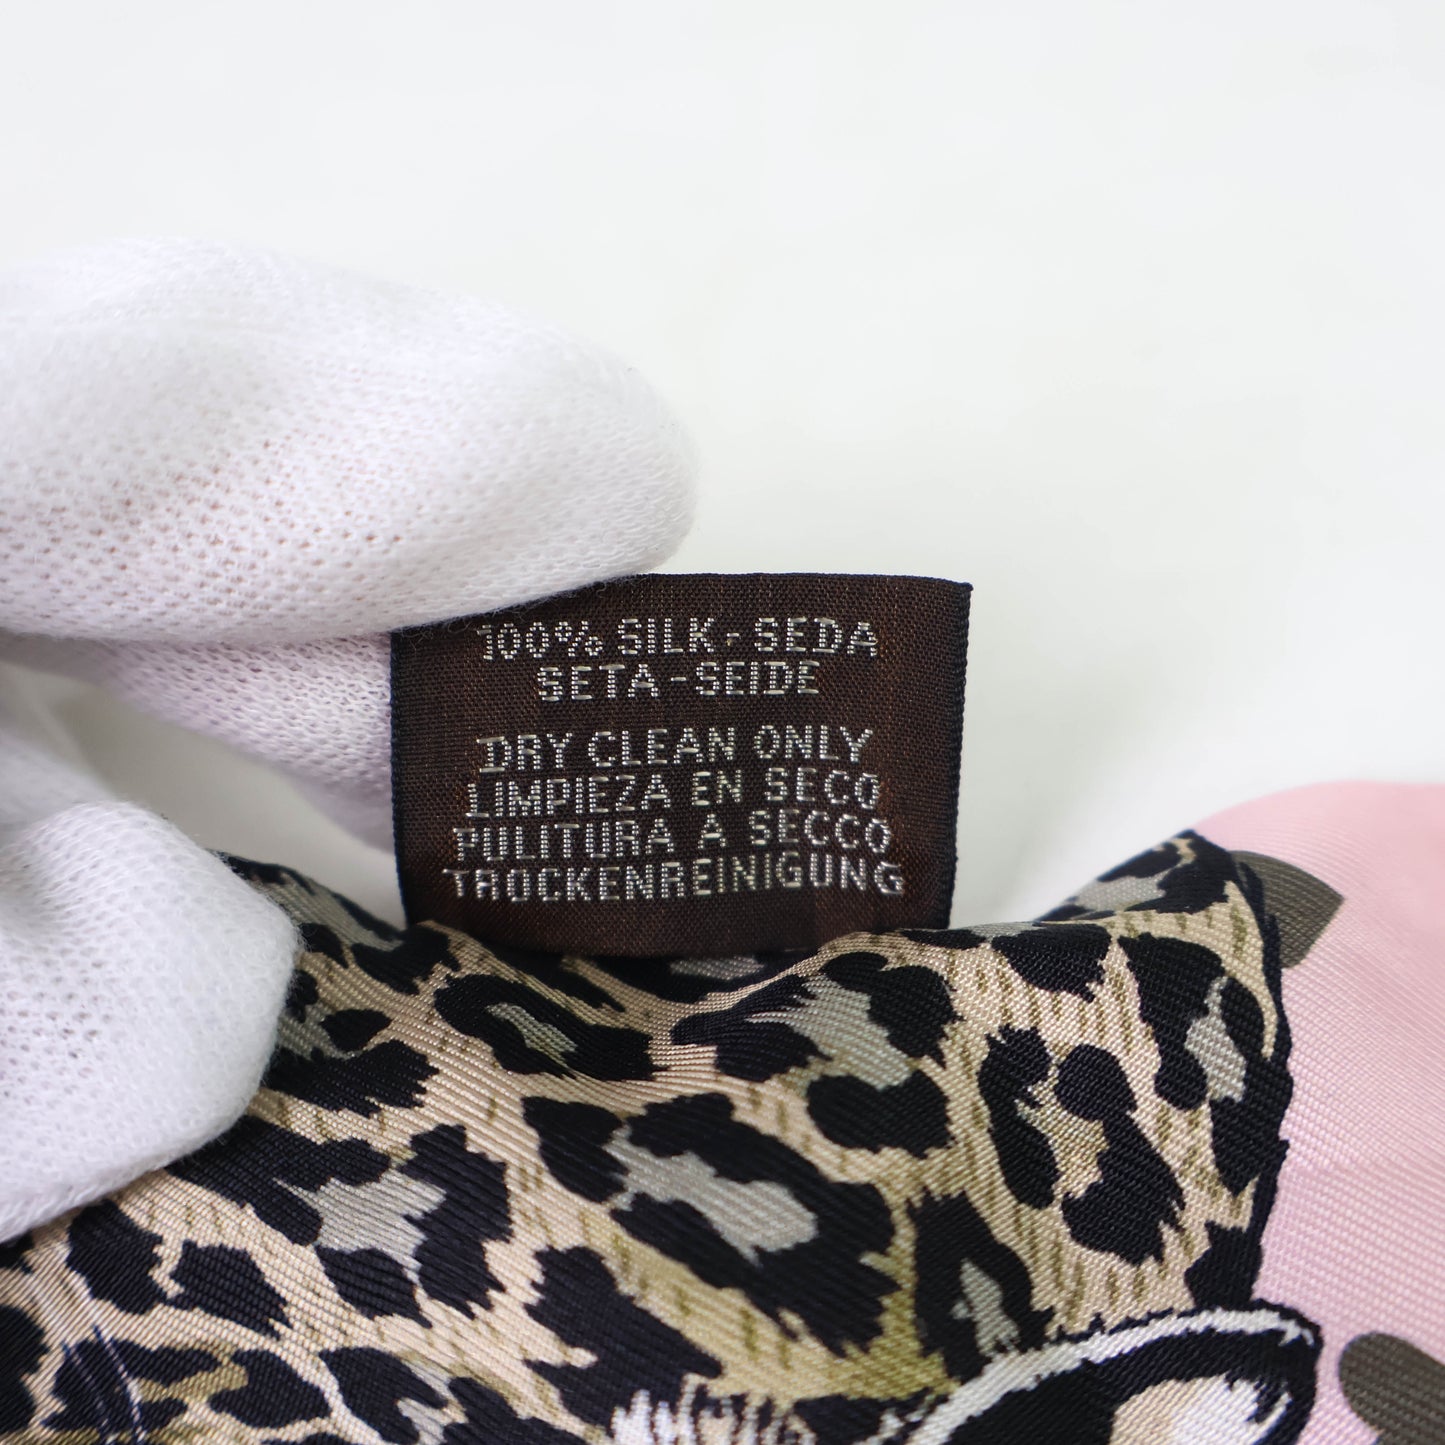 100% SILK-SEDA
SETA-SEIDE
DRY CLEAN ONLY
LIMPIEZA EN SECO
PULITURA A SECCO
TROCKENREINIGUNG